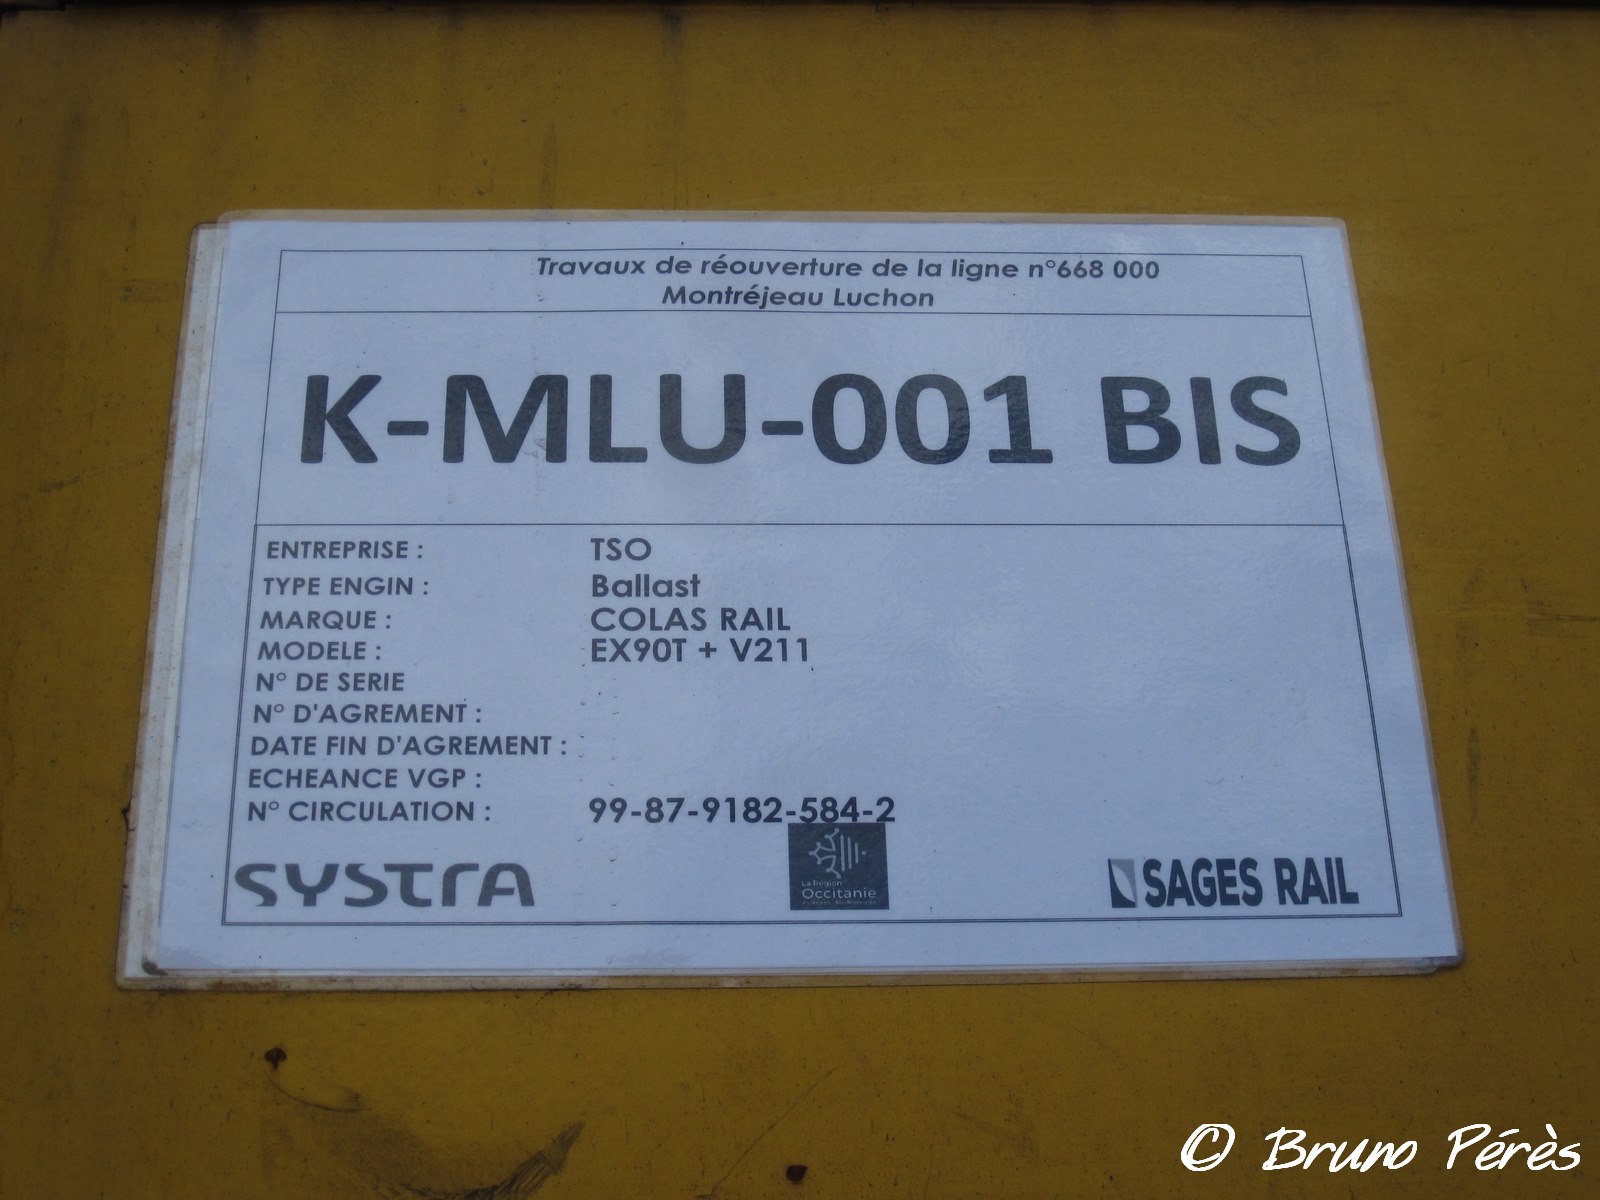 Travaux de réouverture de la ligne n°668 000
Montréjeau Luchon
K-MLU-001 BIS
ENTREPRISE : TSO
TYPE ENGIN : Ballast
MARQUE : COLAS RAIL
MODELE : EX90T + V211
N° DE SERIE
N° D'AGREMENT :
DATE FIN D'AGREMENT :
ECHEANCE VGP :
N° CIRCULATION : 99-87-9182-584-2
SYSTRA
La Région
Occitanie
SAGES RAIL
© Bruno Pérès